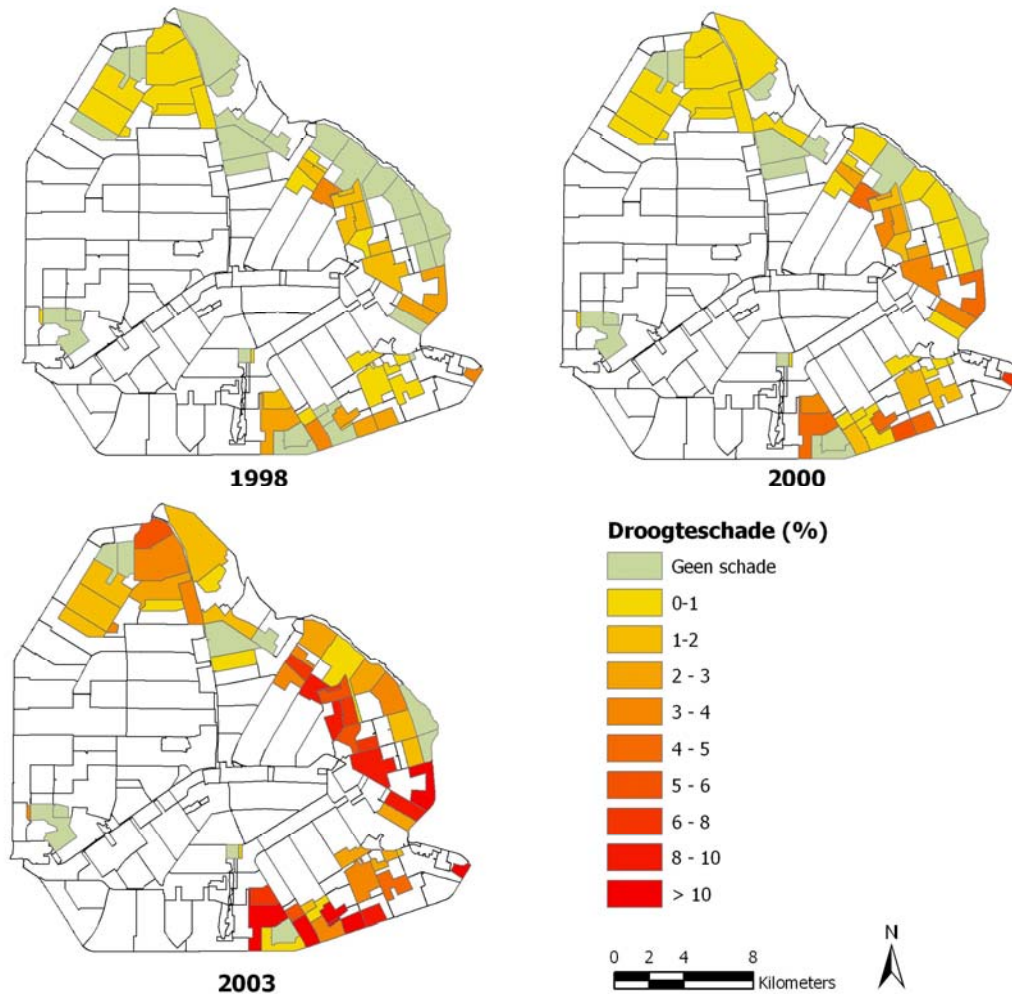 1998
2000
2003
Droogteschade (%)
Geen schade
0-1
1-2
2 - 3
3 - 4
4 - 5
5 - 6
6 - 8
8 - 10
> 10
N
0 2 4 8
Kilometers